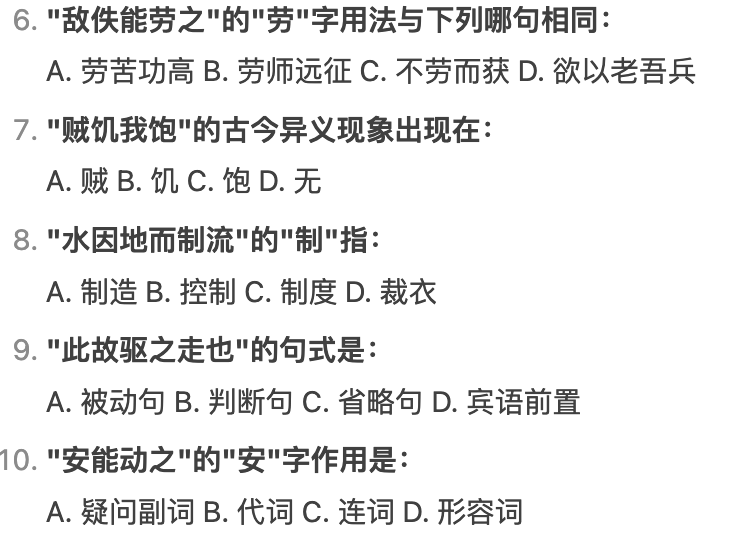 6. "敌佚能劳之"的"劳"字用法与下列哪句相同：
A. 劳苦功高 B. 劳师远征 C. 不劳而获 D. 欲以老吾兵
7. "贼饥我饱"的古今异义现象出现在：
A. 贼 B. 饥 C. 饱 D. 无
8. "水因地而制流"的"制"指：
A. 制造 B. 控制 C. 制度 D. 裁衣
9. "此故驱之走也"的句式是：
A. 被动句 B. 判断句 C. 省略句 D. 宾语前置
10. "安能动之"的"安"字作用是：
A. 疑问副词 B. 代词 C. 连词 D. 形容词